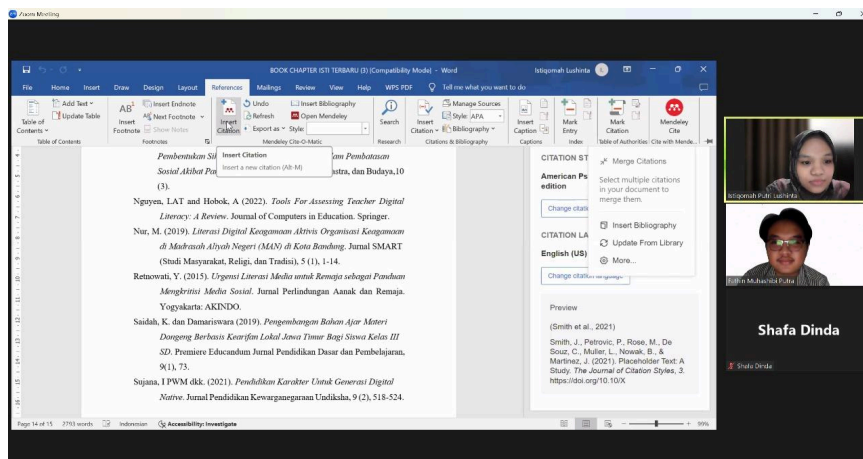 Zoom Meeting
BOOK CHAPTER ISTI TERBARU (3) (Compatibility Mode) - Word
Istiqomah Lushinta
File Home Insert Draw Design Layout References Mailings Review View Help WPS PDF Tell me what you want to do
Table of Contents
Add Text
Update Table
Table of Contents
AB¹
Insert Footnote
Insert Endnote
Next Footnote
Show Notes
Footnotes
Insert Citation
Undo
Refresh
Export as
Insert Bibliography
Open Mendeley
Style:
Mendeley Cite-O-Matic
Search
Research
Insert Citation
Manage Sources
Style: APA
Bibliography
Citations & Bibliography
Insert Caption
Captions
Mark Entry
Index
Mark Citation
Table of Authorities
Mendeley Cite
Cite with Mende...
Insert Citation
Insert a new citation (Alt-M)
Pembentukan
Pembatasan
Sosial Akibat
dan Budaya,10
(3).
Nguyen, LAT and Hobok, A (2022). Tools For Assessing Teacher Digital
Literacy: A Review. Journal of Computers in Education. Springer.
Nur, M. (2019). Literasi Digital Keagamaan Aktivis Organisasi Keagamaan
di Madrasah Aliyah Negeri (MAN) di Kota Bandung. Jurnal SMART
(Studi Masyarakat, Religi, dan Tradisi), 5 (1), 1-14.
Retnowati, Y. (2015). Urgensi Literasi Media untuk Remaja sebagai Panduan
Mengkritisi Media Sosial. Jurnal Perlindungan Aanak dan Remaja.
Yogyakarta: AKINDO.
Saidah, K. dan Damariswara (2019). Pengembangan Bahan Ajar Materi
Dongeng Berbasis Kearifan Lokal Jawa Timur Bagi Siswa Kelas III
SD. Premiere Educandum Jurnal Pendidikan Dasar dan Pembelajaran,
9(1), 73.
Sujana, I PWM dkk. (2021). Pendidikan Karakter Untuk Generasi Digital
Native. Jurnal Pendidikan Kewarganegaraan Undiksha, 9 (2), 518-524.
CITATION ST
American Ps
edition
Change citati
CITATION LA
English (US)
Change citation language
Merge Citations
Select multiple citations
in your document to
merge them.
Insert Bibliography
Update From Library
More...
Preview
(Smith et al., 2021)
Smith, J., Petrovic, P., Rose, M., De
Souz, C., Muller, L., Nowak, B., &
Martinez, J. (2021). Placeholder Text: A
Study. The Journal of Citation Styles, 3.
https://doi.org/10.10/X
Page 14 of 15 2793 words Indonesian Accessibility: Investigate
99%
Istiqomah Putri Lushinta
Futihin Muhashibi Putra
Shafa Dinda
Shafa Dinda